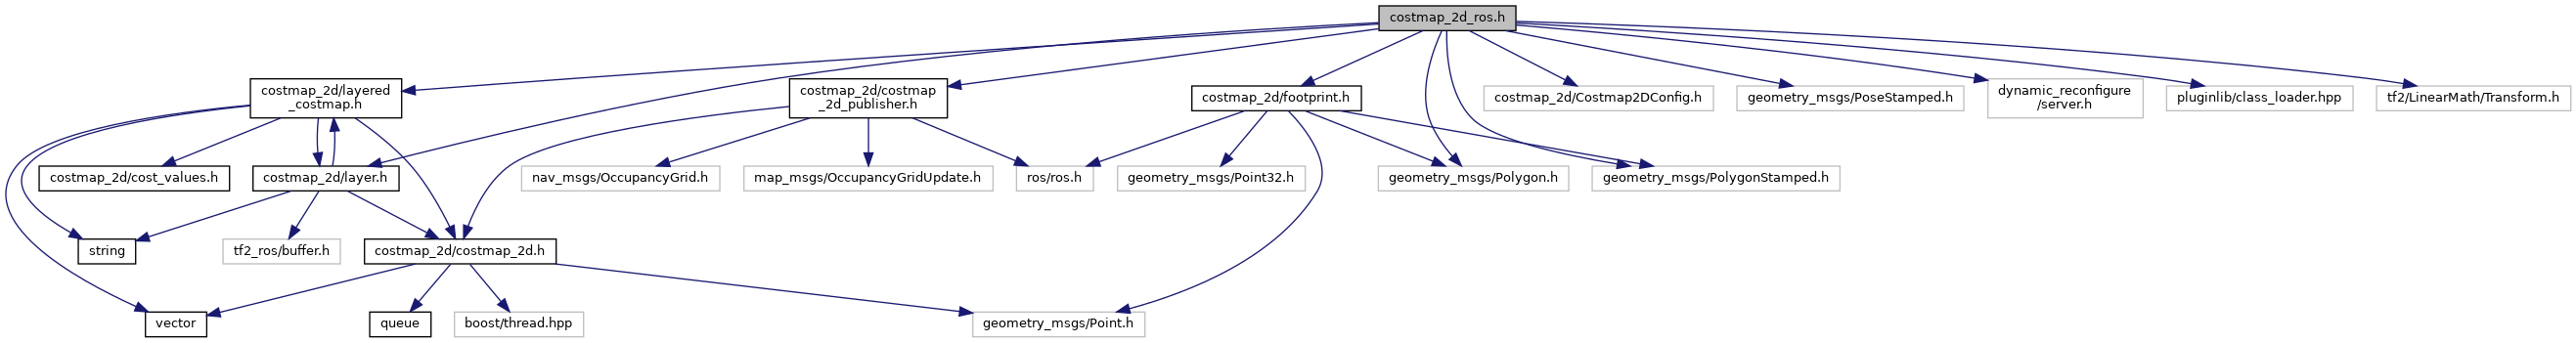 costmap_2d_ros.h
costmap_2d/layered
_costmap.h
costmap_2d/costmap
_2d_publisher.h
costmap_2d/footprint.h
costmap_2d/Costmap2DConfig.h
geometry_msgs/PoseStamped.h
dynamic_reconfigure
/server.h
pluginlib/class_loader.hpp
tf2/LinearMath/Transform.h
costmap_2d/cost_values.h
costmap_2d/layer.h
nav_msgs/OccupancyGrid.h
map_msgs/OccupancyGridUpdate.h
ros/ros.h
geometry_msgs/Point32.h
geometry_msgs/Polygon.h
geometry_msgs/PolygonStamped.h
string
tf2_ros/buffer.h
costmap_2d/costmap_2d.h
vector
queue
boost/thread.hpp
geometry_msgs/Point.h